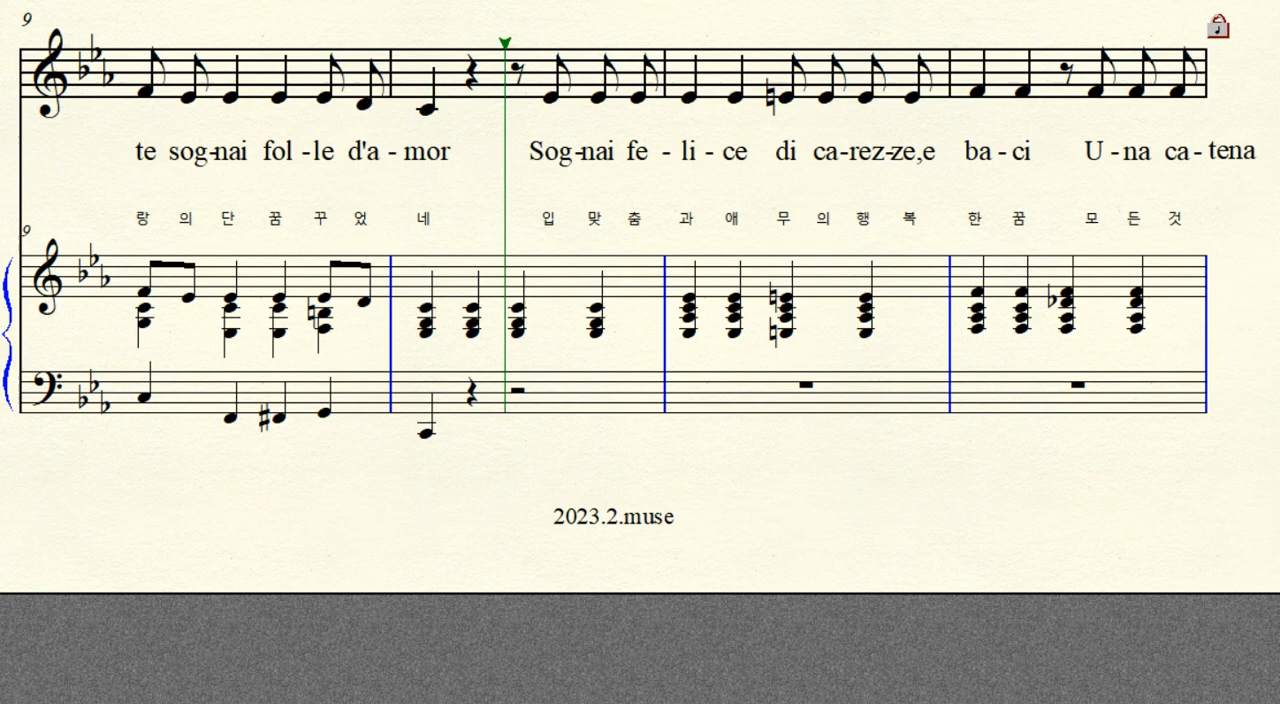 9
te sog-nai fol -le d'a - mor Sog-nai fe - li - ce di ca-rez-ze,e ba - ci U -na ca- tena
랑 의 단 꿈 꾸 었 네 입 맞 춤 과 애 무 의 행 복 한 꿈 모 든 것
9
2023.2.muse